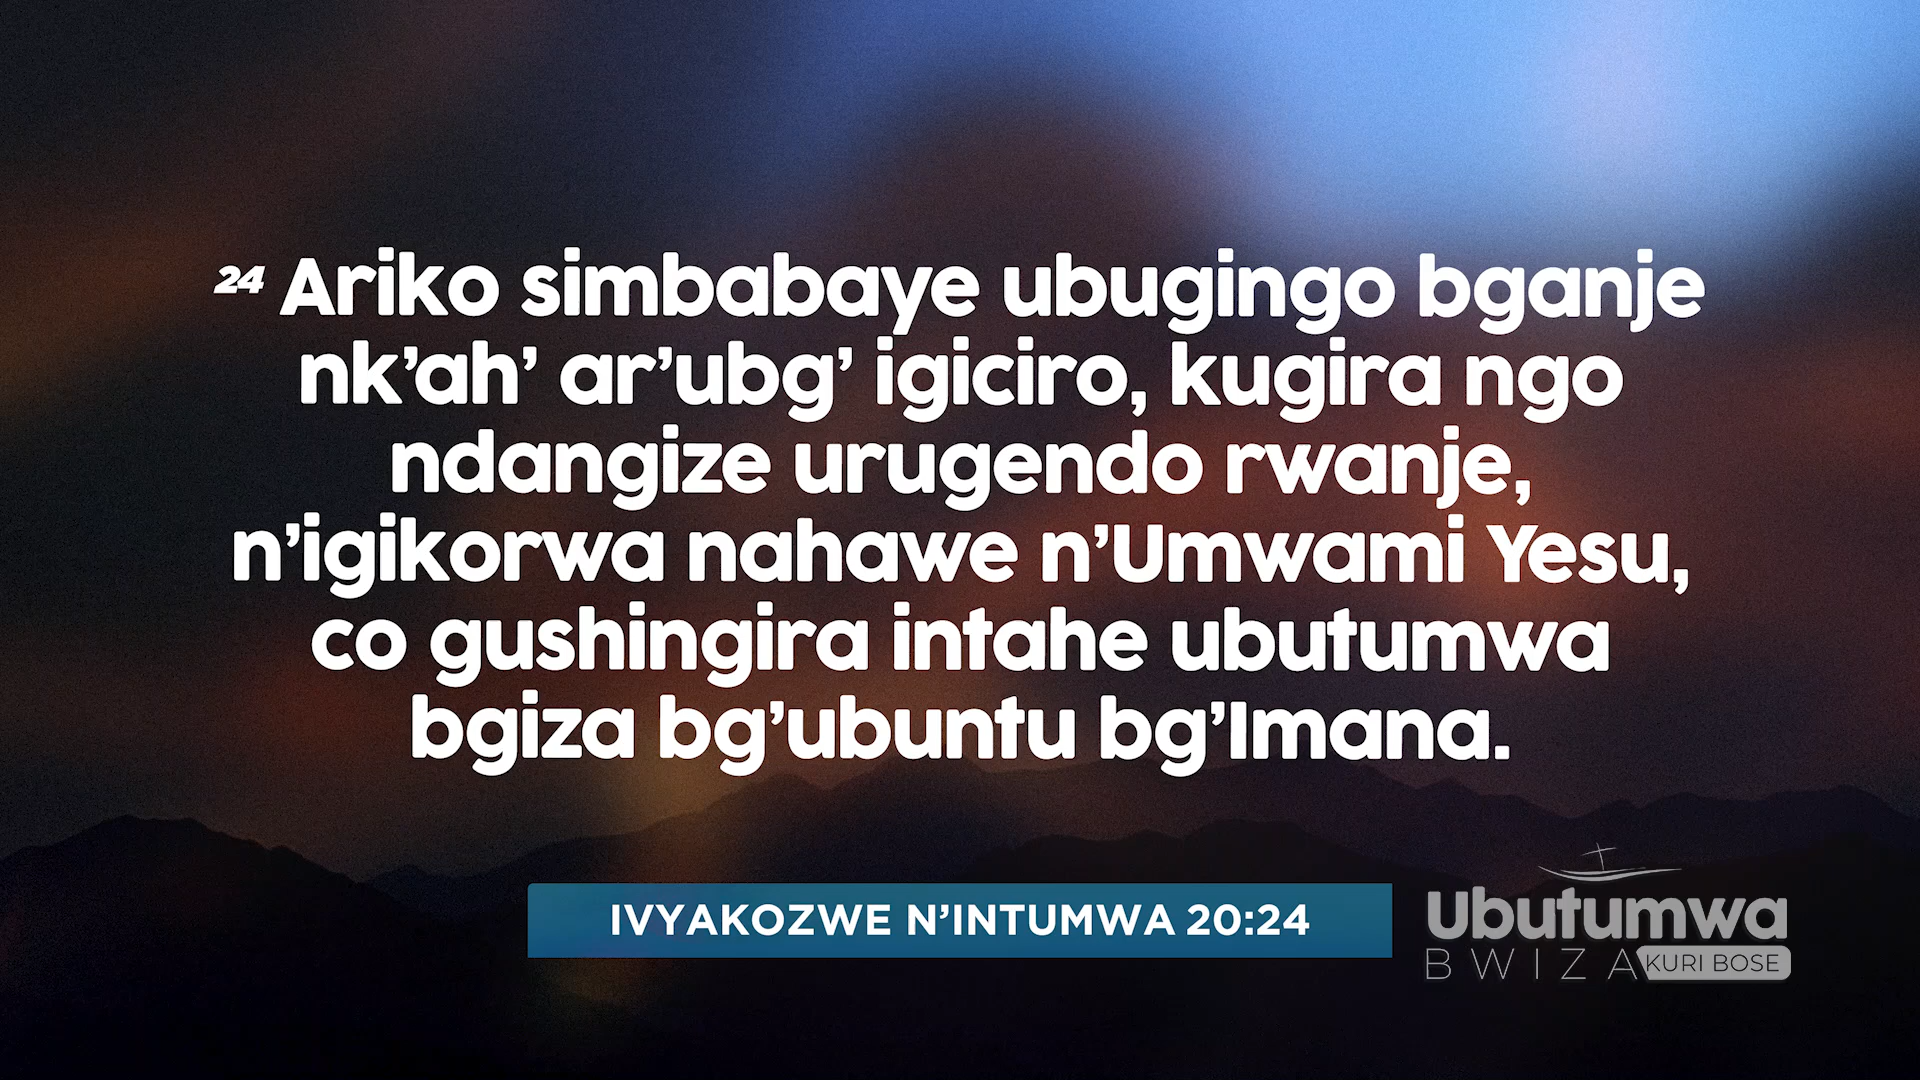 24 Ariko simbabaye ubugingo bganje
nk’ah’ ar’ubg’ igiciro, kugira ngo
ndangize urugendo rwanje,
n’igikorwa nahawe n’Umwami Yesu,
co gushingira intahe ubutumwa
bgiza bg’ubuntu bg’Imana.
IVYAKOZWE N’INTUMWA 20:24
Ubutumwa
BWIZA KURI BOSE